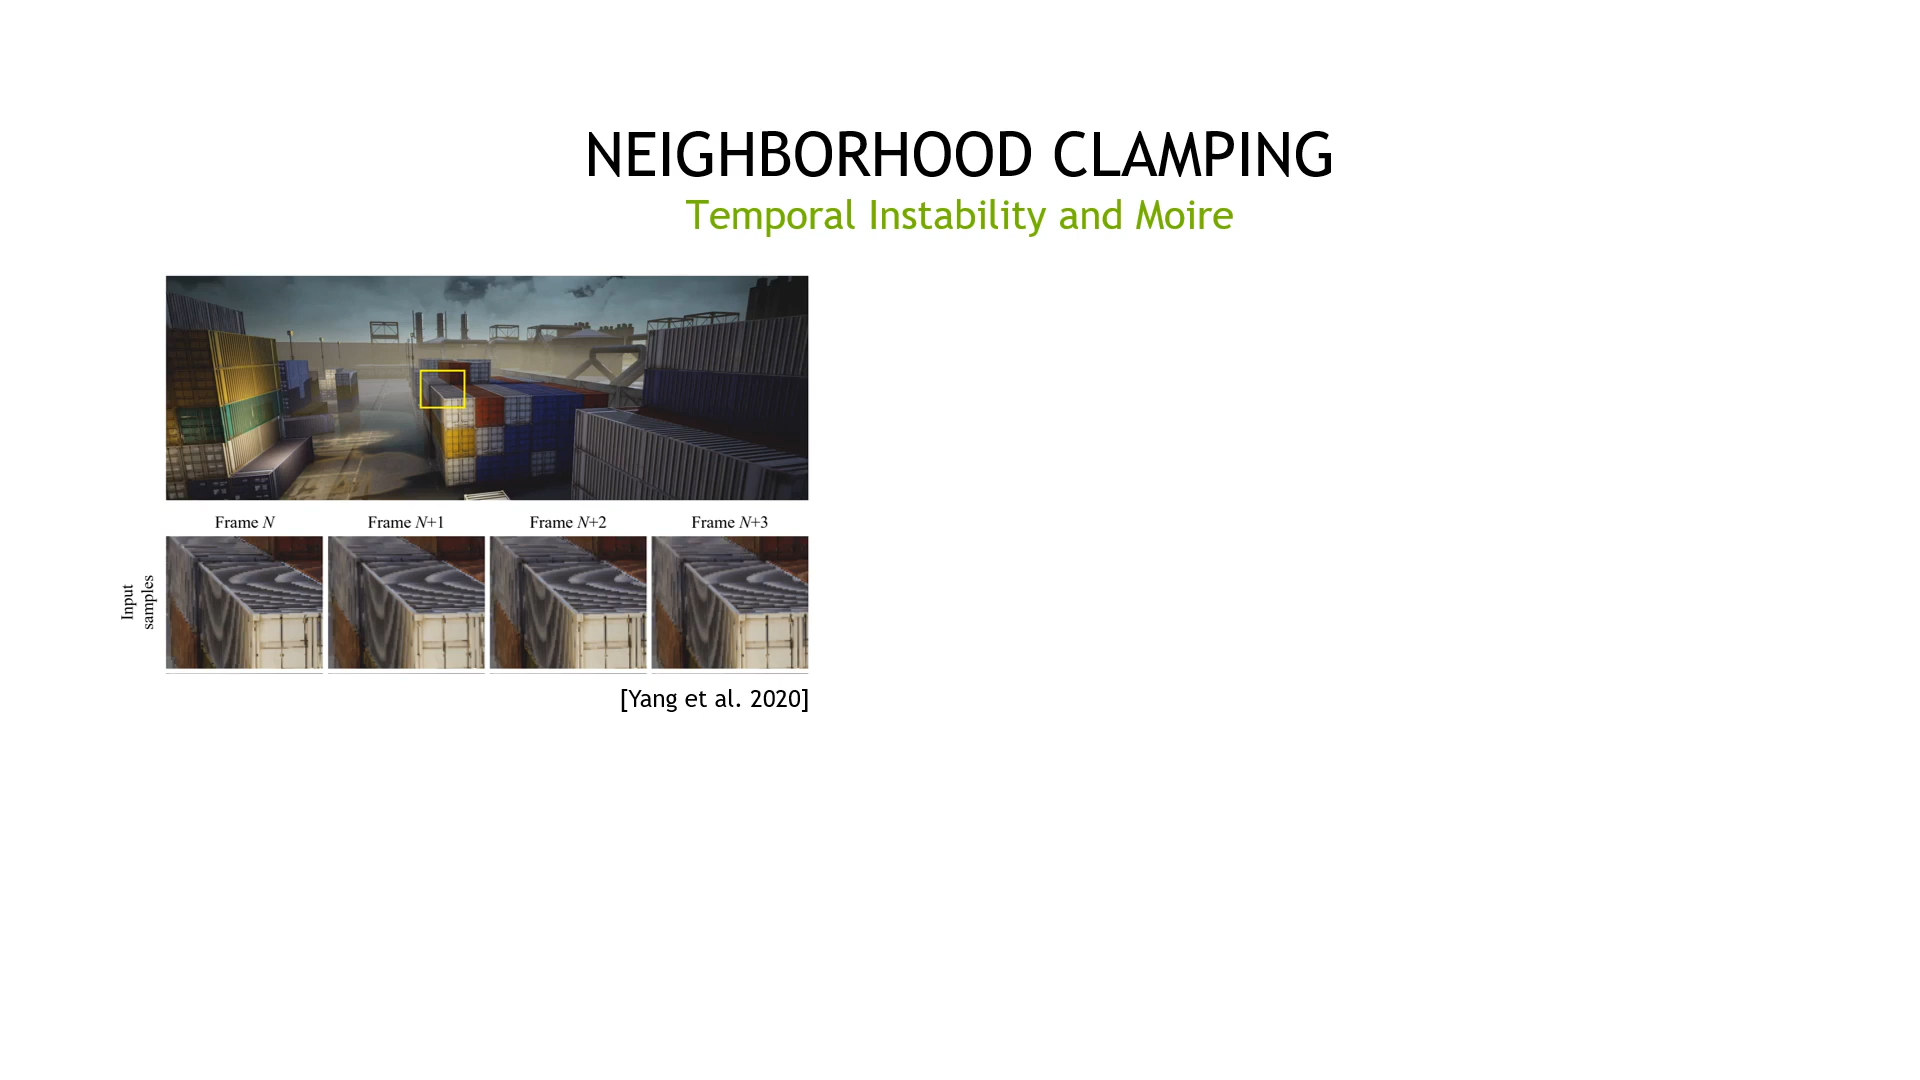 NEIGHBORHOOD CLAMPING
Temporal Instability and Moire
Frame N
Frame N+1
Frame N+2
Frame N+3
Input
samples
[Yang et al. 2020]